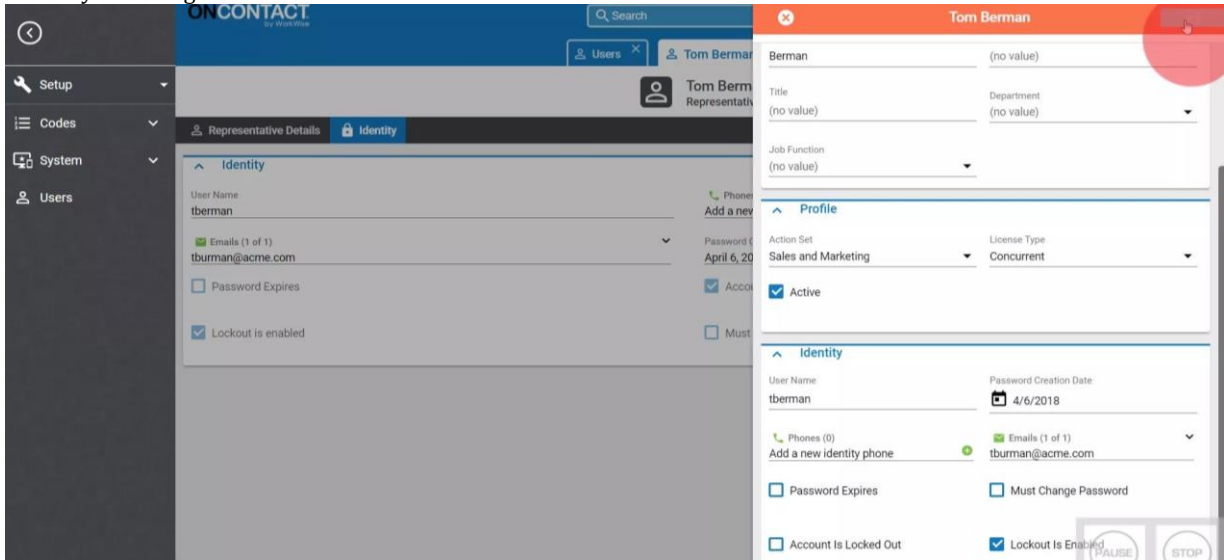 ONCONTACT
by WorkWise
Search
Users
Tom Berman
Tom Berm
Representativ
Setup
Codes
System
Users
Representative Details
Identity
Identity
User Name
tberman
Phones
Add a new
Emails (1 of 1)
tburman@acme.com
Password C
April 6, 20
Password Expires
Accou
Lockout is enabled
Must
Tom Berman
Berman
(no value)
Title
(no value)
Department
(no value)
Job Function
(no value)
Profile
Action Set
Sales and Marketing
License Type
Concurrent
Active
Identity
User Name
tberman
Password Creation Date
4/6/2018
Phones (0)
Add a new identity phone
Emails (1 of 1)
tburman@acme.com
Password Expires
Must Change Password
Account Is Locked Out
Lockout Is Enabled
PAUSE
STOP